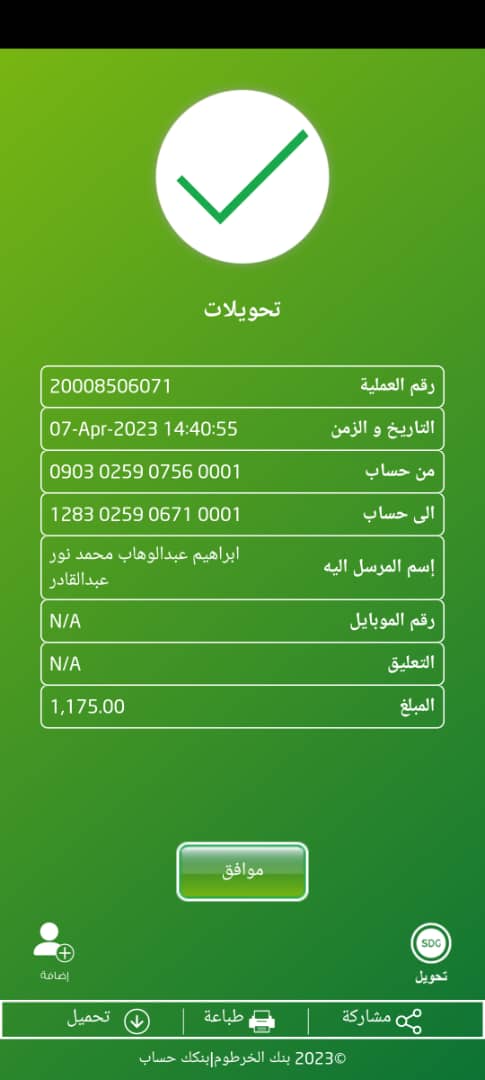 تحويلات
رقم العملية 20008506071
التاريخ و الزمن 07-Apr-2023 14:40:55
من حساب 0903 0259 0756 0001
الى حساب 1283 0259 0671 0001
إسم المرسل اليه ابراهيم عبدالوهاب محمد نور
عبدالقادر
رقم الموبايل N/A
التعليق N/A
المبلغ 1,175.00
موافق
SDG
تحويل
إضافة
مشاركة
طباعة
تحميل
©2023 بنك الخرطوم|بنكك حساب